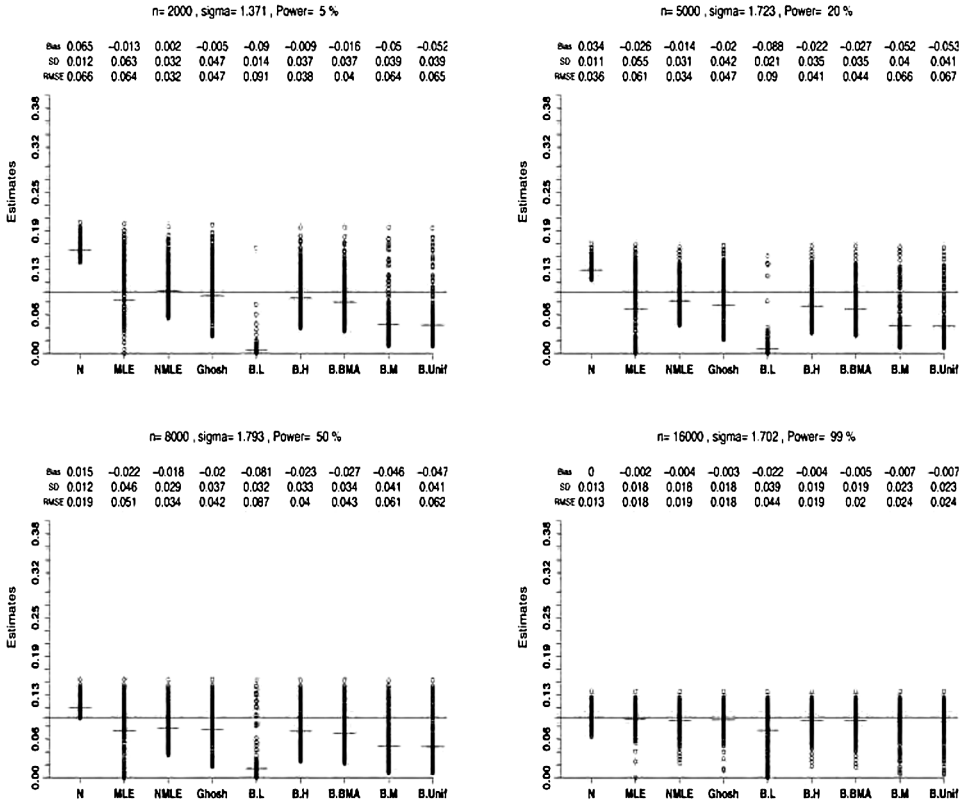 n= 2000 , sigma= 1.371 , Power= 5 %
Bias 0.065 −0.013 0.002 −0.005 −0.09 −0.009 −0.016 −0.05 −0.052
SD 0.012 0.063 0.032 0.047 0.014 0.037 0.037 0.039 0.039
RMSE 0.066 0.064 0.032 0.047 0.091 0.038 0.04 0.064 0.065
Estimates
0.38
0.32
0.25
0.19
0.13
0.06
0.00
N MLE NMLE Ghosh B.L B.H B.BMA B.M B.Unif
n= 5000 , sigma= 1.723 , Power= 20 %
Bias 0.034 −0.026 −0.014 −0.02 −0.088 −0.022 −0.027 −0.052 −0.053
SD 0.011 0.055 0.031 0.042 0.021 0.035 0.035 0.04 0.041
RMSE 0.036 0.061 0.034 0.047 0.09 0.041 0.044 0.066 0.067
Estimates
0.38
0.32
0.25
0.19
0.13
0.06
0.00
N MLE NMLE Ghosh B.L B.H B.BMA B.M B.Unif
n= 8000 , sigma= 1.793 , Power= 50 %
Bias 0.015 −0.022 −0.018 −0.02 −0.081 −0.023 −0.027 −0.046 −0.047
SD 0.012 0.046 0.029 0.037 0.032 0.033 0.034 0.041 0.041
RMSE 0.019 0.051 0.034 0.042 0.087 0.04 0.043 0.061 0.062
Estimates
0.38
0.32
0.25
0.19
0.13
0.06
0.00
N MLE NMLE Ghosh B.L B.H B.BMA B.M B.Unif
n= 16000 , sigma= 1.702 , Power= 99 %
Bias 0 −0.002 −0.004 −0.003 −0.022 −0.004 −0.005 −0.007 −0.007
SD 0.013 0.018 0.018 0.018 0.039 0.019 0.019 0.023 0.023
RMSE 0.013 0.018 0.019 0.018 0.044 0.019 0.02 0.024 0.024
Estimates
0.38
0.32
0.25
0.19
0.13
0.06
0.00
N MLE NMLE Ghosh B.L B.H B.BMA B.M B.Unif